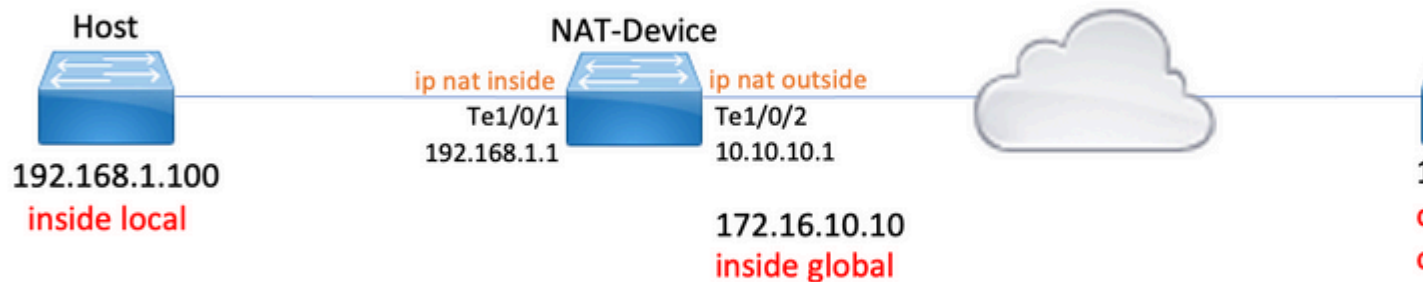 Host
NAT-Device
ip nat inside
ip nat outside
Te1/0/1
Te1/0/2
192.168.1.1
10.10.10.1
192.168.1.100
inside local
172.16.10.10
inside global